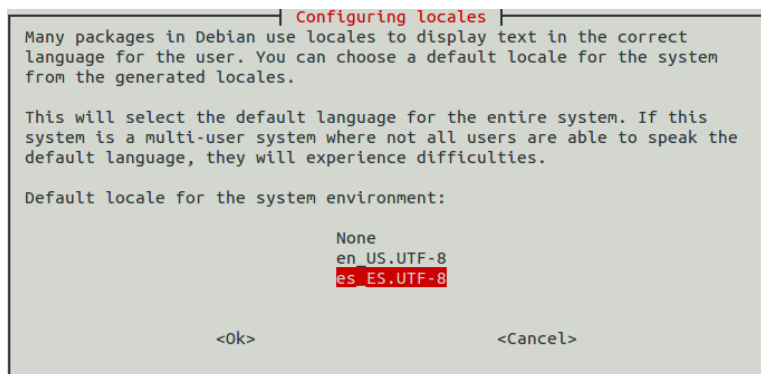 Configuring locales
Many packages in Debian use locales to display text in the correct
language for the user. You can choose a default locale for the system
from the generated locales.
This will select the default language for the entire system. If this
system is a multi-user system where not all users are able to speak the
default language, they will experience difficulties.
Default locale for the system environment:
None
en_US.UTF-8
es_ES.UTF-8
<Ok> <Cancel>